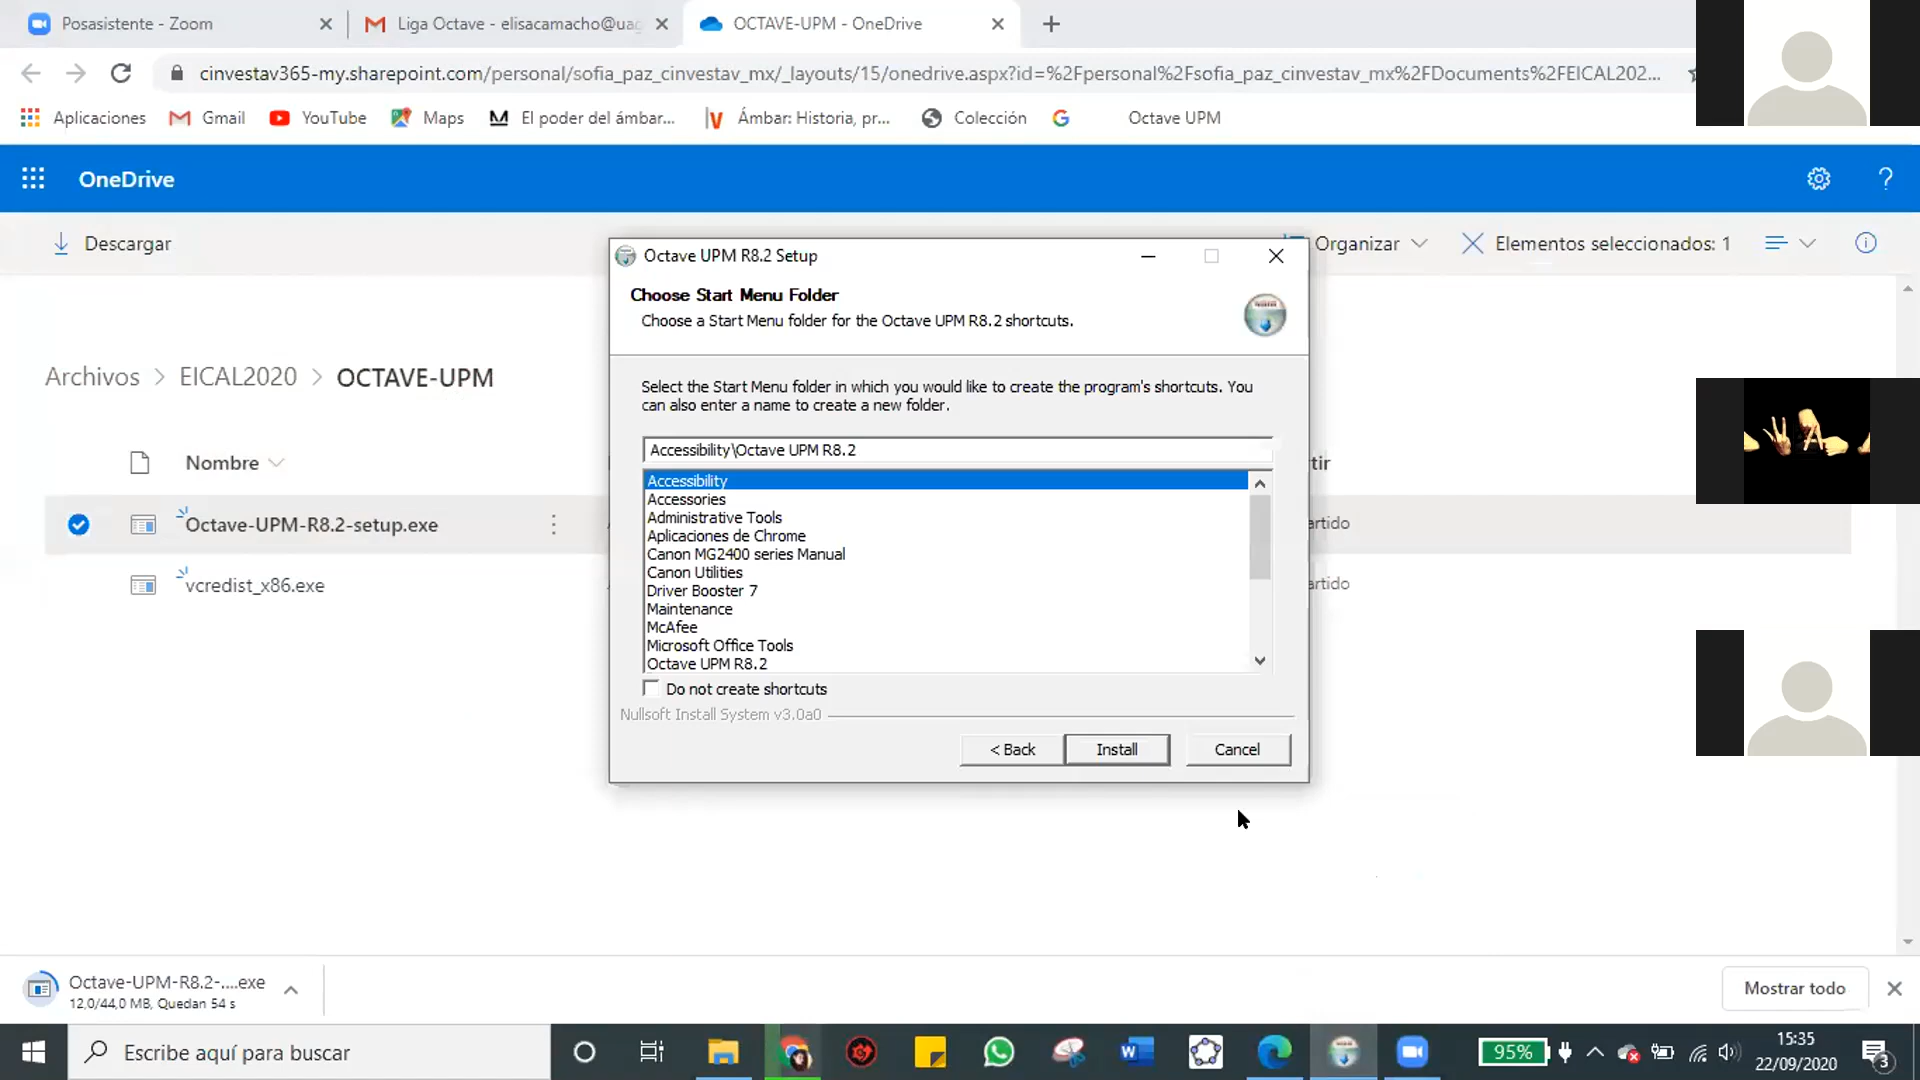 Posasistente - Zoom
Liga Octave - elisacamacho@uag
OCTAVE-UPM - OneDrive
cinvestav365-my.sharepoint.com/personal/sofia_paz_cinvestav_mx/_layouts/15/onedrive.aspx?id=%2Fpersonal%2Fsofia_paz_cinvestav_mx%2FDocuments%2FEICAL202...
Aplicaciones
Gmail
YouTube
Maps
El poder del ámbar...
Ámbar: Historia, pr...
Colección
Octave UPM
OneDrive
?
Descargar
Organizar
Elementos seleccionados: 1
Archivos > EICAL2020 > OCTAVE-UPM
Nombre
tir
Octave-UPM-R8.2-setup.exe
artido
vcredist_x86.exe
artido
Octave UPM R8.2 Setup
Choose Start Menu Folder
Choose a Start Menu folder for the Octave UPM R8.2 shortcuts.
Select the Start Menu folder in which you would like to create the program's shortcuts. You
can also enter a name to create a new folder.
Accessibility\Octave UPM R8.2
Accessibility
Accessories
Administrative Tools
Aplicaciones de Chrome
Canon MG2400 series Manual
Canon Utilities
Driver Booster 7
Maintenance
McAfee
Microsoft Office Tools
Octave UPM R8.2
Do not create shortcuts
Nullsoft Install System v3.0a0
< Back
Install
Cancel
Octave-UPM-R8.2-....exe
12,0/44,0 MB, Quedan 54 s
Mostrar todo
Escribe aquí para buscar
95%
15:35
22/09/2020
3